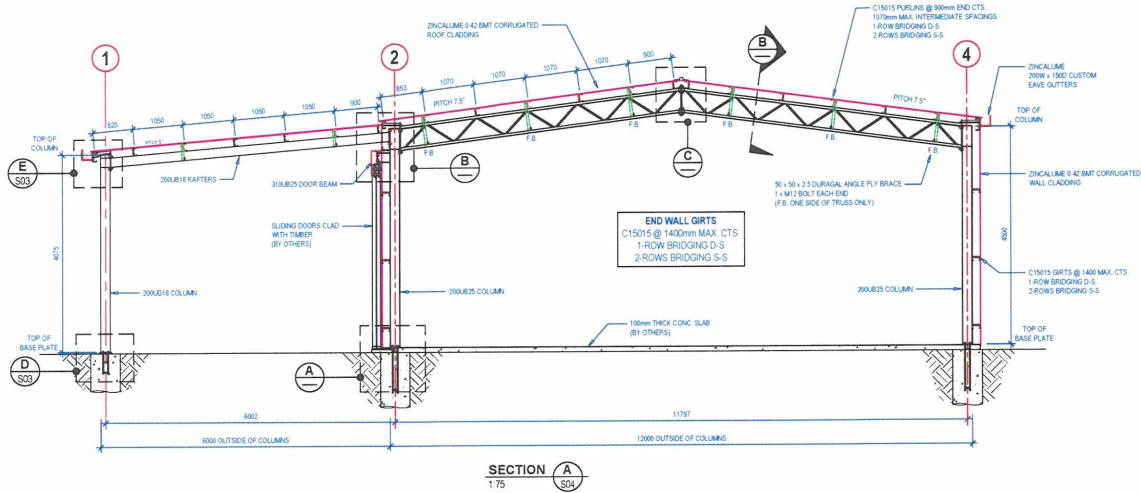 C15015 PURLINS @ 900mm END CTS.
1070mm MAX. INTERMEDIATE SPACINGS
1-ROW BRIDGING D-S
2-ROWS BRIDGING S-S
ZINCALUME 0.42 BMT CORRUGATED
ROOF CLADDING
1
2
B
4
900
1070
1070
1070
1070
853
900
1050
1050
1050
1050
825
PITCH 7.5°
PITCH 7.5°
ZINCALUME
200W x 150D CUSTOM
EAVE GUTTERS
TOP OF
COLUMN
TOP OF
COLUMN
F.B.
F.B.
F.B.
F.B.
E
S03
B
C
200UB18 RAFTERS
310UB25 DOOR BEAM
50 x 50 x 2.5 DURAGAL ANGLE FLY BRACE
1 x M12 BOLT EACH END
(F.B. ONE SIDE OF TRUSS ONLY)
ZINCALUME 0.42 BMT CORRUGATED
WALL CLADDING
SLIDING DOORS CLAD
WITH TIMBER
(BY OTHERS)
END WALL GIRTS
C15015 @ 1400mm MAX. CTS
1-ROW BRIDGING D-S
2-ROWS BRIDGING S-S
4075
4500
200UB18 COLUMN
200UB25 COLUMN
200UB25 COLUMN
C15015 GIRTS @ 1400 MAX. CTS.
1-ROW BRIDGING D-S.
2-ROWS BRIDGING S-S
100mm THICK CONC. SLAB
(BY OTHERS)
TOP OF
BASE PLATE
TOP OF
BASE PLATE
D
S03
A
6002
11797
6000 OUTSIDE OF COLUMNS
12000 OUTSIDE OF COLUMNS
SECTION A
1:75 S04